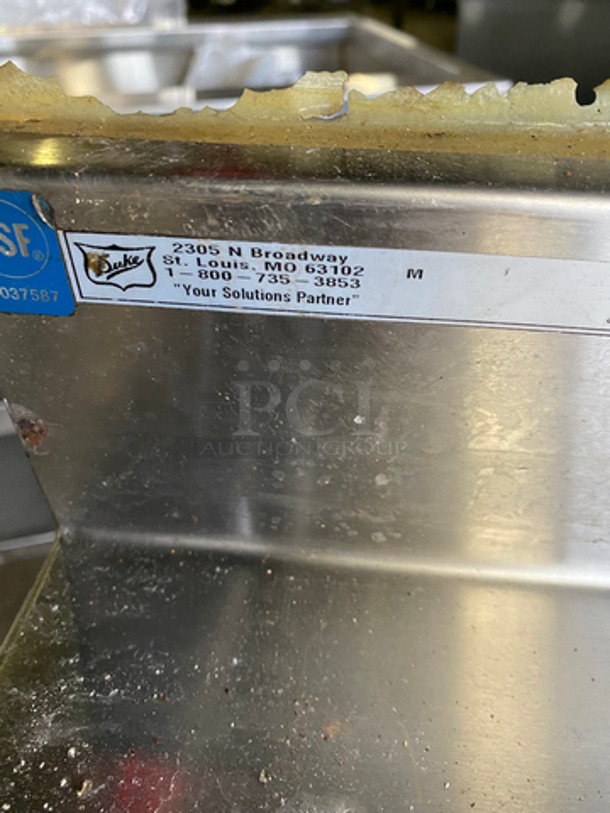 SF®
037587
Duke
2305 N Broadway
St. Louis, MO 63102
1-800-735-3853
"Your Solutions Partner"
M
PCI
AUCTION GROUP